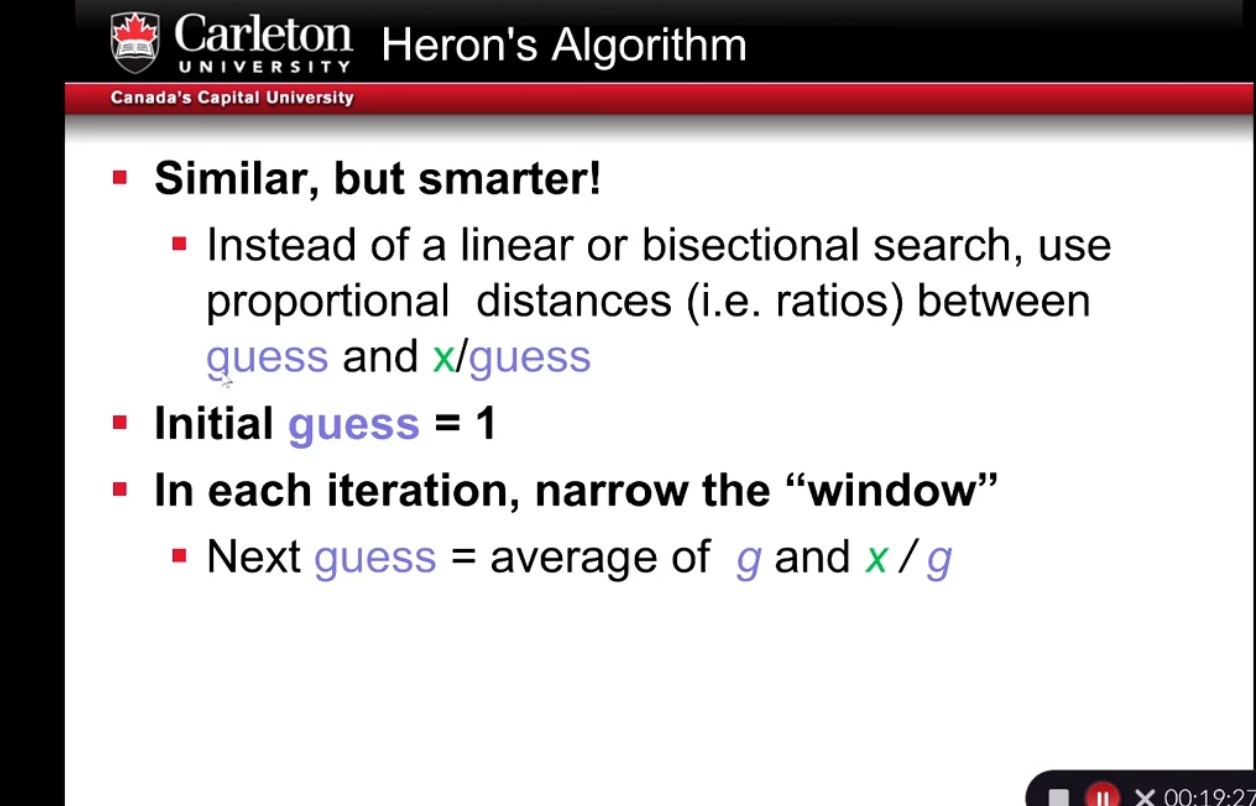 Carleton
UNIVERSITY
Heron's Algorithm
Canada's Capital University
Similar, but smarter!
Instead of a linear or bisectional search, use
proportional distances (i.e. ratios) between
guess and x/guess
Initial guess = 1
In each iteration, narrow the “window”
Next guess = average of g and x / g
00:19:27